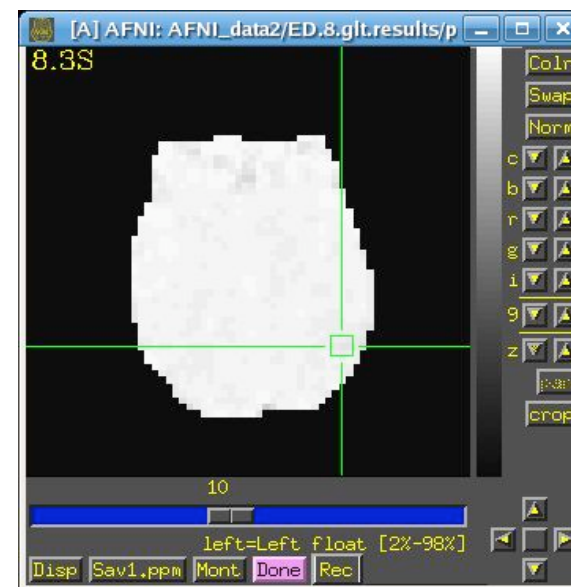 [A] AFNI: AFNI_data2/ED.8.glt.results/p
8.3S
Colr
Swap
Norm
c
b
r
g
i
9
z
pan
crop
10
left=Left float [2%-98%]
Disp Sav1.ppm Mont Done Rec